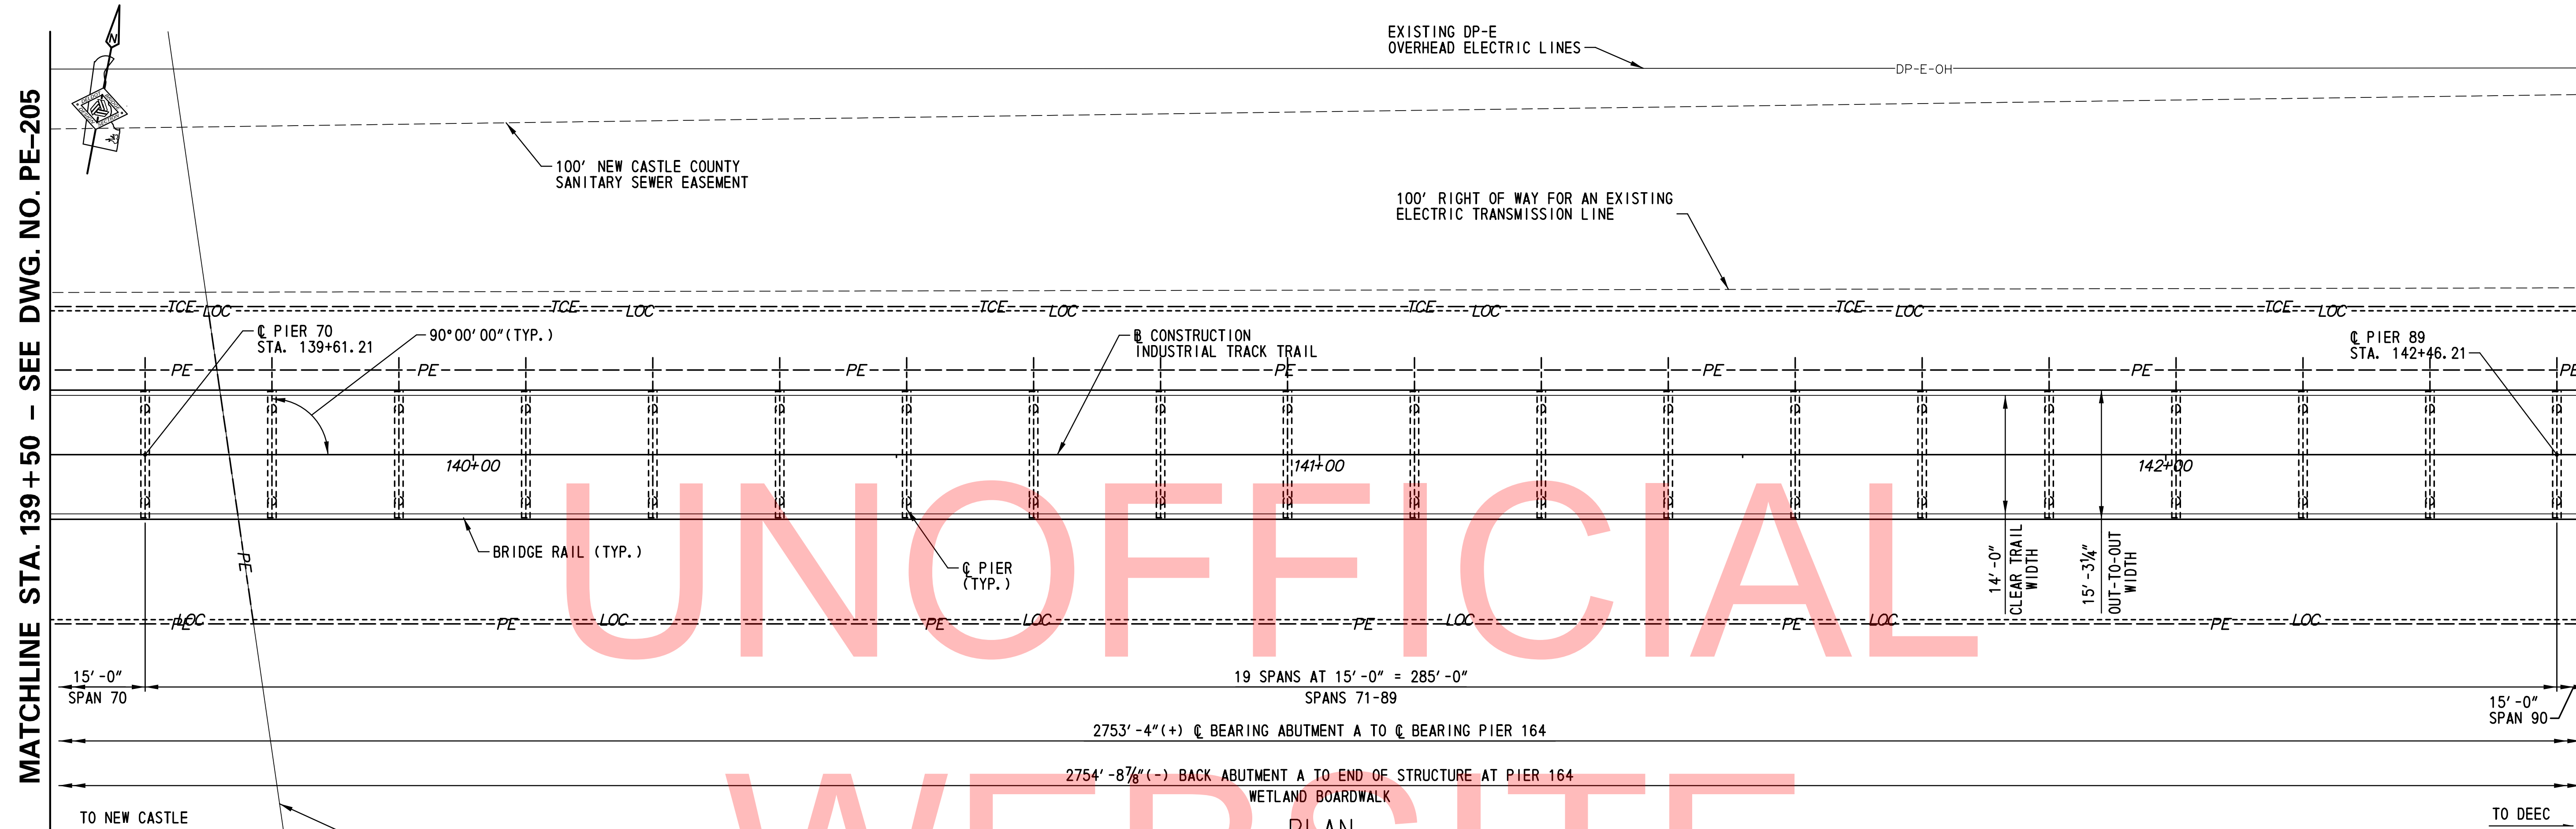 MATCHLINE STA. 139+50 - SEE DWG. NO. PE-205
N
EXISTING DP-E
OVERHEAD ELECTRIC LINES
DP-E-OH
100' NEW CASTLE COUNTY
SANITARY SEWER EASEMENT
100' RIGHT OF WAY FOR AN EXISTING
ELECTRIC TRANSMISSION LINE
TCE LOC TCE LOC TCE LOC TCE LOC TCE LOC TCE LOC
℄ PIER 70
STA. 139+61.21
90°00'00"(TYP.)
B CONSTRUCTION
INDUSTRIAL TRACK TRAIL
℄ PIER 89
STA. 142+46.21
PE PE PE PE PE PE PE
140+00 141+00 142+00
BRIDGE RAIL (TYP.)
℄ PIER
(TYP.)
14'-0"
CLEAR TRAIL
WIDTH
15'-3¼"
OUT-TO-OUT
WIDTH
PE
PE LOC PE LOC PE LOC PE LOC PE LOC PE LOC
15'-0"
SPAN 70
19 SPANS AT 15'-0" = 285'-0"
SPANS 71-89
15'-0"
SPAN 90
2753'-4"(+) ℄ BEARING ABUTMENT A TO ℄ BEARING PIER 164
2754'-8⅞"(-) BACK ABUTMENT A TO END OF STRUCTURE AT PIER 164
WETLAND BOARDWALK
TO NEW CASTLE
TO DEEC
PLAN
UNOFFICIAL
WEBSITE